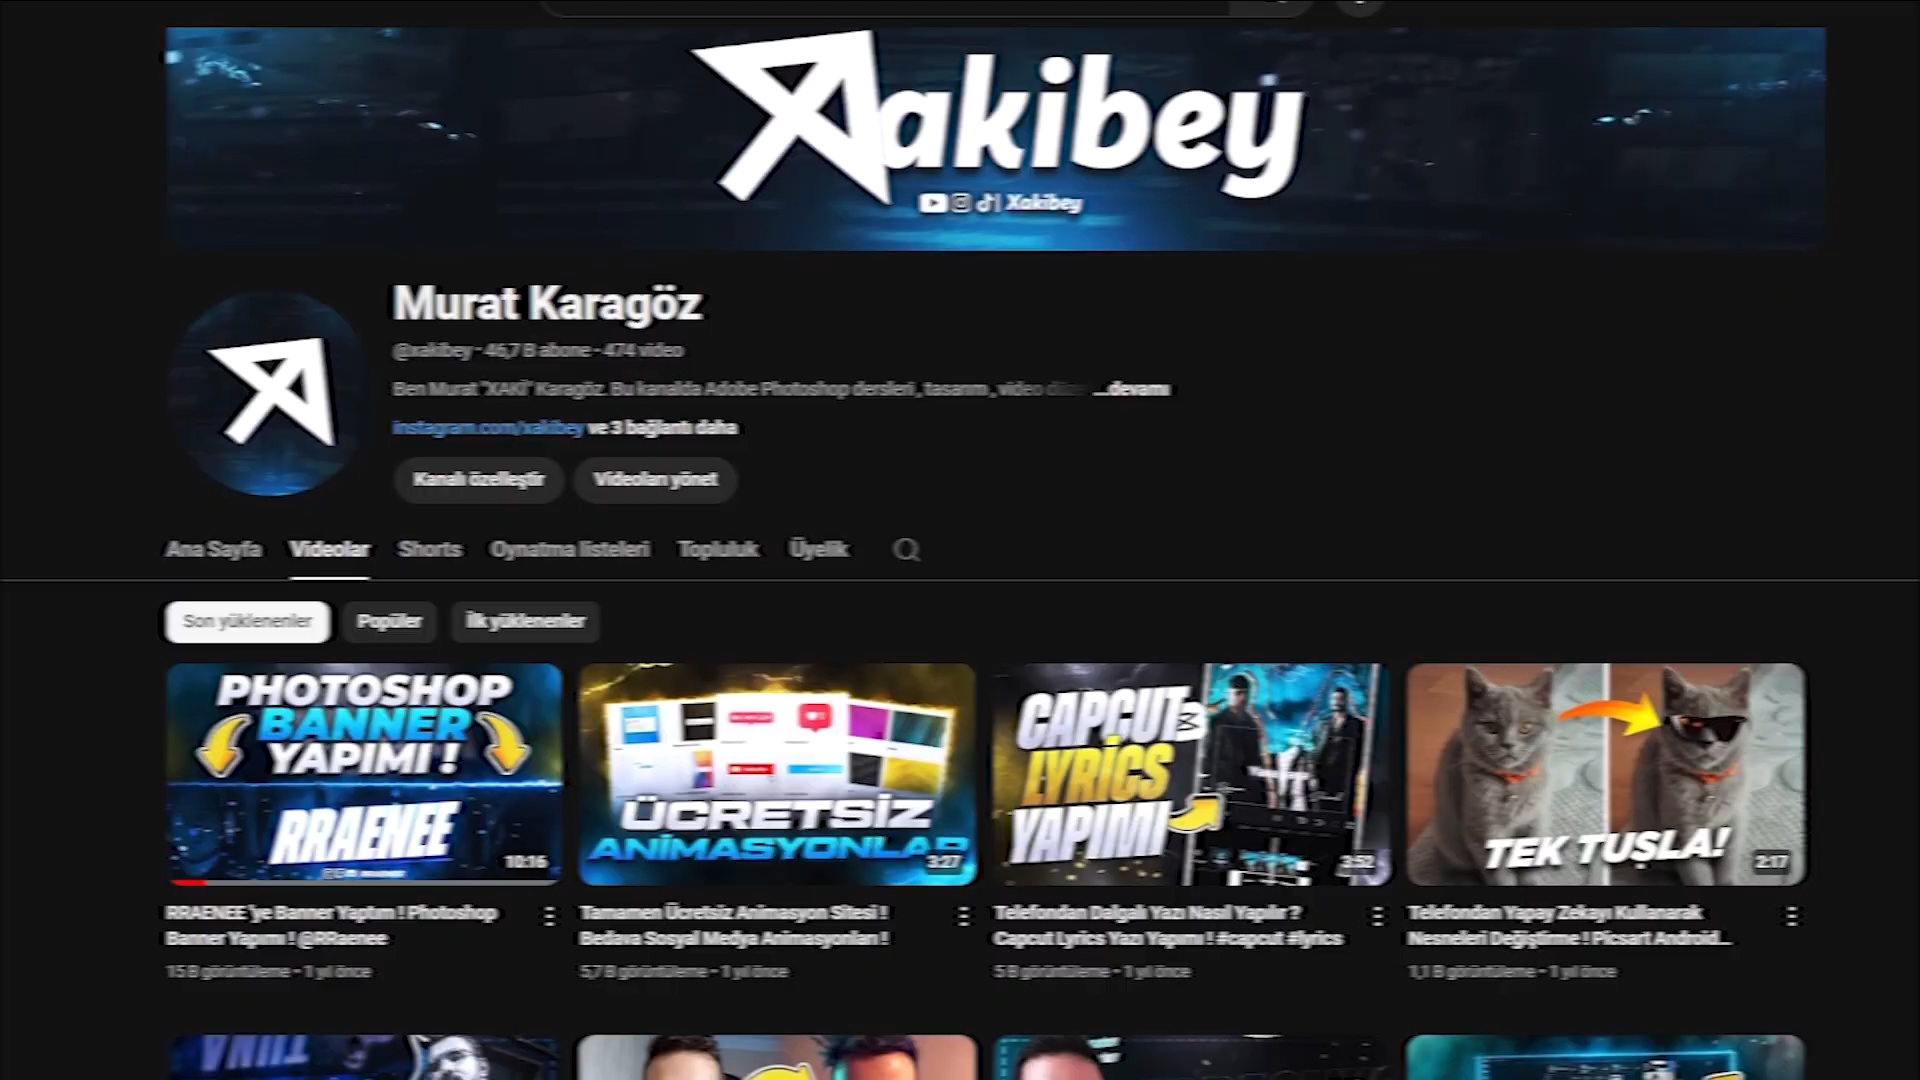 Xakibey
Xakibey
Murat Karagöz
@xakibey · 46,7 B abone · 474 video
Ben Murat "XAKİ" Karagöz. Bu kanalda Adobe Photoshop dersleri, tasarım, video düze ...devamı
instagram.com/xakibey ve 3 bağlantı daha
Kanalı özelleştir Videoları yönet
Ana Sayfa Videolar Shorts Oynatma listeleri Topluluk Üyelik
Son yüklenenler Popüler İlk yüklenenler
PHOTOSHOP
BANNER
YAPIMI !
RRAENEE
10:16
ÜCRETSİZ
ANİMASYONLAR
3:27
CAPCUT
LYRİCS
YAPIMI
3:52
TEK TUŞLA!
2:17
RRAENEE 'ye Banner Yaptım ! Photoshop
Banner Yapımı ! @RRaenee
15 B görüntüleme · 1 yıl önce
Tamamen Ücretsiz Animasyon Sitesi !
Bedava Sosyal Medya Animasyonları !
5,7 B görüntüleme · 1 yıl önce
Telefondan Dalgalı Yazı Nasıl Yapılır ?
Capcut Lyrics Yazı Yapımı ! #capcut #lyrics
5 B görüntüleme · 1 yıl önce
Telefondan Yapay Zekayı Kullanarak
Nesneleri Değiştirme ! Picsart Android...
1,1 B görüntüleme · 1 yıl önce